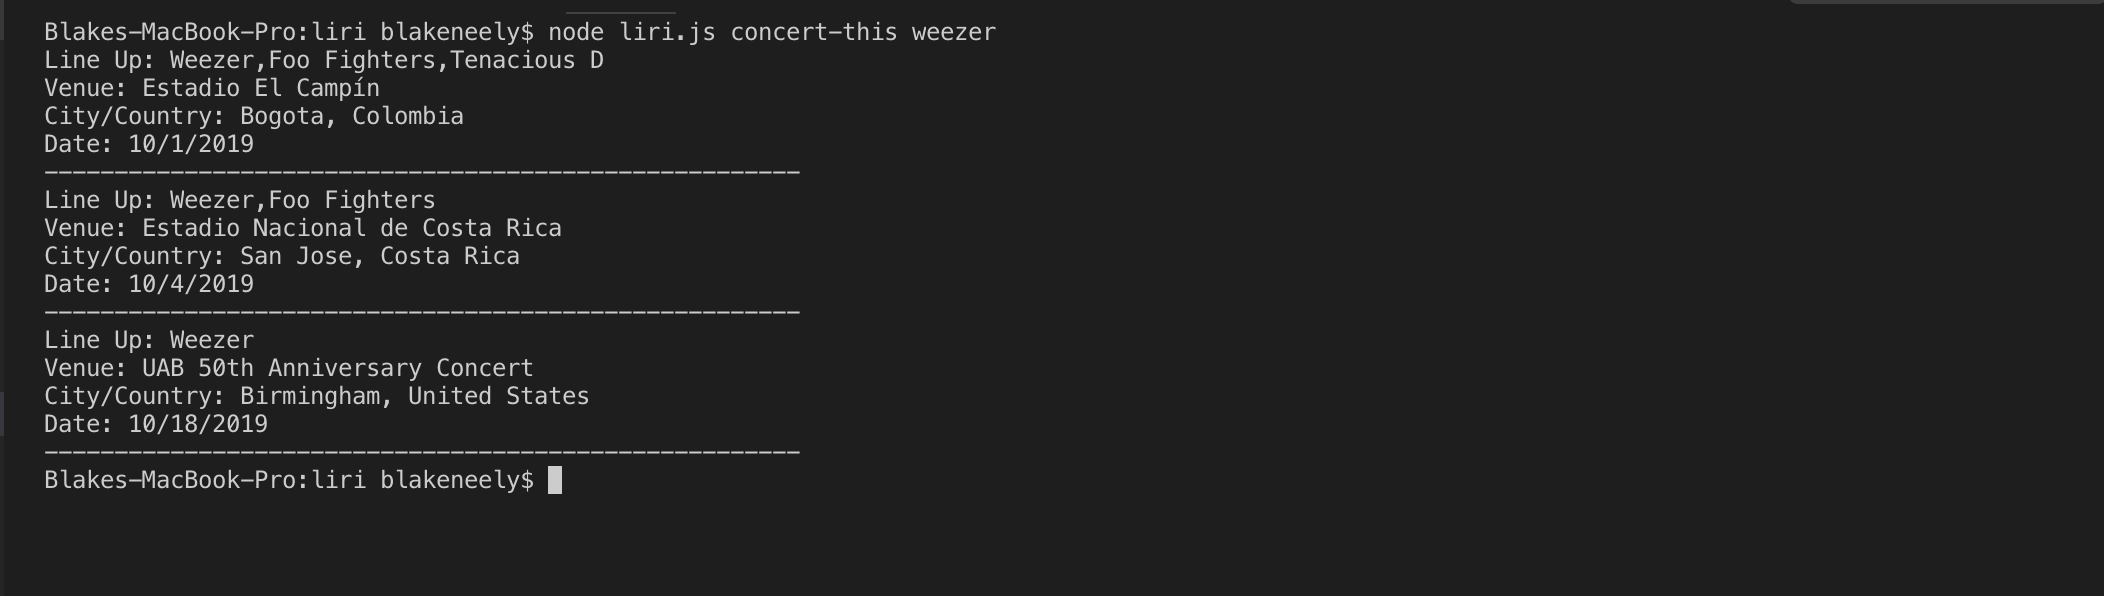 Blakes-MacBook-Pro:liri blakeneely$ node liri.js concert-this weezer
Line Up: Weezer,Foo Fighters,Tenacious D
Venue: Estadio El Campín
City/Country: Bogota, Colombia
Date: 10/1/2019
------------------------------------------------------
Line Up: Weezer,Foo Fighters
Venue: Estadio Nacional de Costa Rica
City/Country: San Jose, Costa Rica
Date: 10/4/2019
------------------------------------------------------
Line Up: Weezer
Venue: UAB 50th Anniversary Concert
City/Country: Birmingham, United States
Date: 10/18/2019
------------------------------------------------------
Blakes-MacBook-Pro:liri blakeneely$